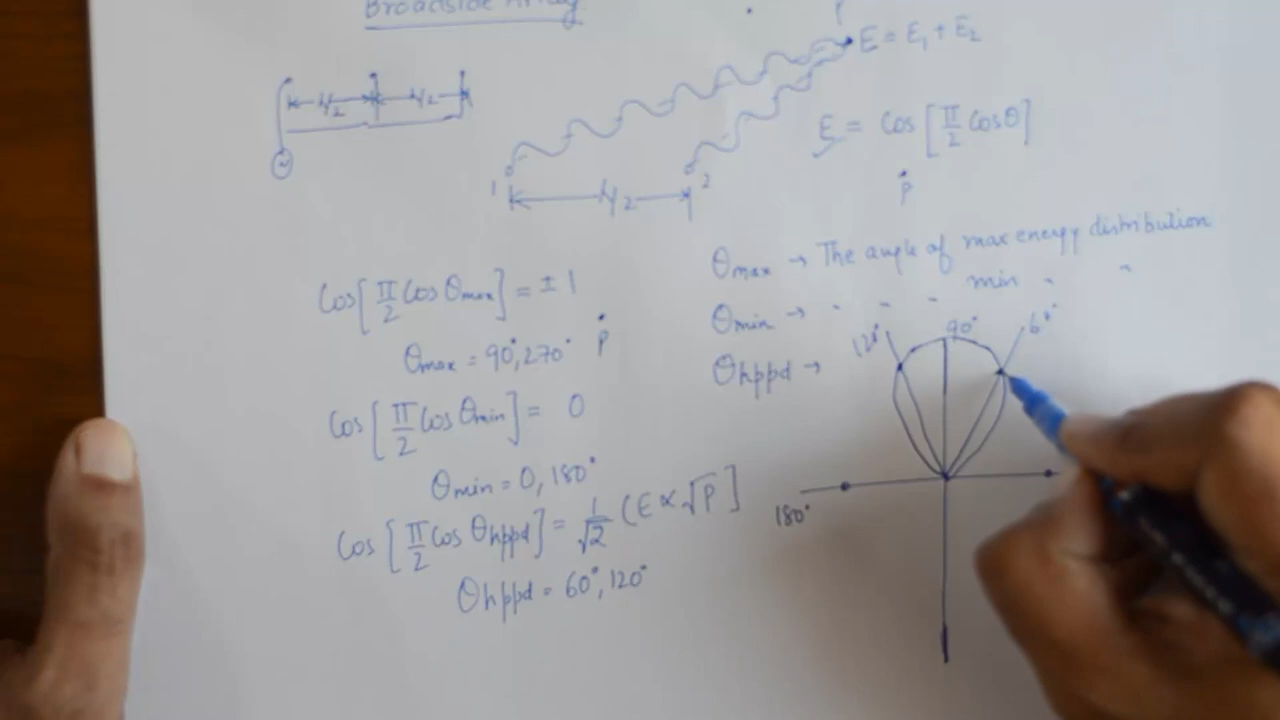 Broadside Array
λ/2 λ/2
P
E = E₁ + E₂
E = Cos [π/2 Cosθ]
1 λ/2 2
P
Cos[π/2 Cos θmax] = ± 1
θmax = 90°, 270° P
Cos[π/2 Cos θmin] = 0
θmin = 0, 180°
Cos [π/2 Cos θhppd] = 1/√2 (E ∝ √P]
θhppd = 60°, 120°
θmax → The angle of max energy distribution
θmin → " " " min " "
θhppd →
120° 90° 60°
180°